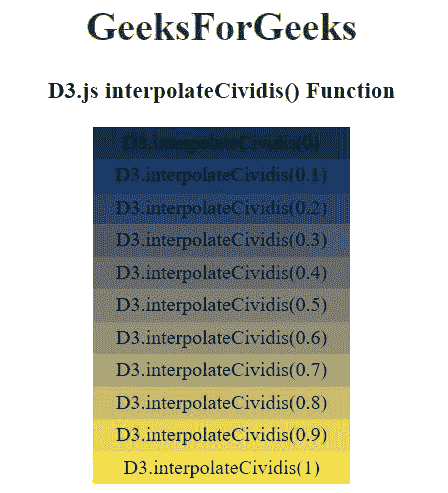 GeeksForGeeks
D3.js interpolateCividis() Function
D3.interpolateCividis(0)
D3.interpolateCividis(0.1)
D3.interpolateCividis(0.2)
D3.interpolateCividis(0.3)
D3.interpolateCividis(0.4)
D3.interpolateCividis(0.5)
D3.interpolateCividis(0.6)
D3.interpolateCividis(0.7)
D3.interpolateCividis(0.8)
D3.interpolateCividis(0.9)
D3.interpolateCividis(1)